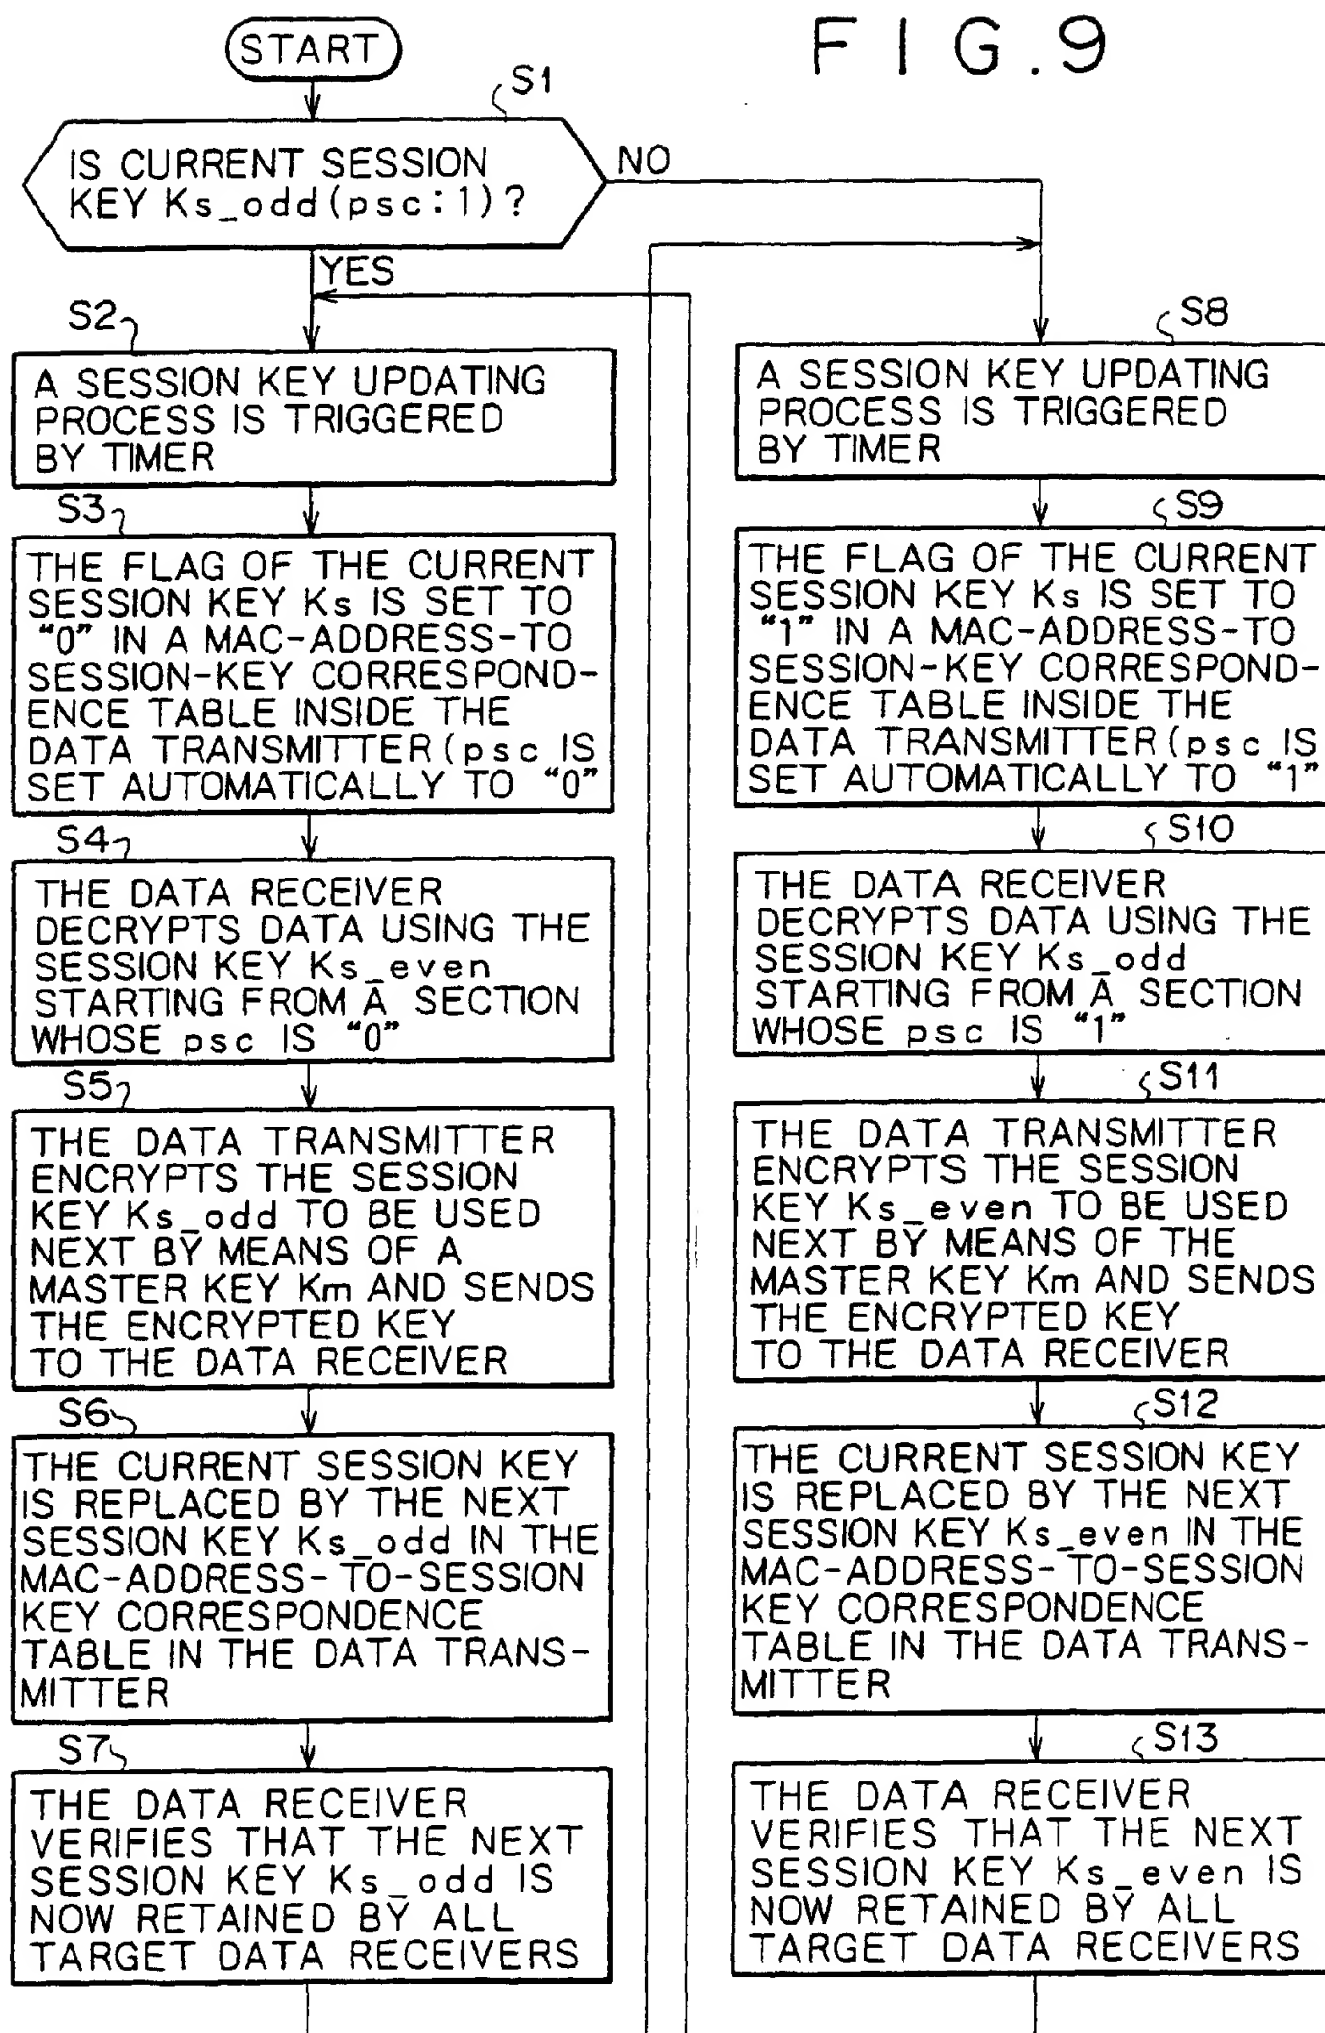 FIG.9
START
S1
IS CURRENT SESSION
KEY Ks_odd(psc:1)?
NO
YES
S2
A SESSION KEY UPDATING
PROCESS IS TRIGGERED
BY TIMER
S3
THE FLAG OF THE CURRENT
SESSION KEY Ks IS SET TO
“0” IN A MAC-ADDRESS-TO
SESSION-KEY CORRESPOND-
ENCE TABLE INSIDE THE
DATA TRANSMITTER(psc IS
SET AUTOMATICALLY TO “0”
S4
THE DATA RECEIVER
DECRYPTS DATA USING THE
SESSION KEY Ks_even
STARTING FROM A SECTION
WHOSE psc IS “0”
S5
THE DATA TRANSMITTER
ENCRYPTS THE SESSION
KEY Ks_odd TO BE USED
NEXT BY MEANS OF A
MASTER KEY Km AND SENDS
THE ENCRYPTED KEY
TO THE DATA RECEIVER
S6
THE CURRENT SESSION KEY
IS REPLACED BY THE NEXT
SESSION KEY Ks_odd IN THE
MAC-ADDRESS-TO-SESSION
KEY CORRESPONDENCE
TABLE IN THE DATA TRANS-
MITTER
S7
THE DATA RECEIVER
VERIFIES THAT THE NEXT
SESSION KEY Ks_odd IS
NOW RETAINED BY ALL
TARGET DATA RECEIVERS
S8
A SESSION KEY UPDATING
PROCESS IS TRIGGERED
BY TIMER
S9
THE FLAG OF THE CURRENT
SESSION KEY Ks IS SET TO
“1” IN A MAC-ADDRESS-TO
SESSION-KEY CORRESPOND-
ENCE TABLE INSIDE THE
DATA TRANSMITTER(psc IS
SET AUTOMATICALLY TO “1”
S10
THE DATA RECEIVER
DECRYPTS DATA USING THE
SESSION KEY Ks_odd
STARTING FROM A SECTION
WHOSE psc IS “1”
S11
THE DATA TRANSMITTER
ENCRYPTS THE SESSION
KEY Ks_even TO BE USED
NEXT BY MEANS OF THE
MASTER KEY Km AND SENDS
THE ENCRYPTED KEY
TO THE DATA RECEIVER
S12
THE CURRENT SESSION KEY
IS REPLACED BY THE NEXT
SESSION KEY Ks_even IN THE
MAC-ADDRESS-TO-SESSION
KEY CORRESPONDENCE
TABLE IN THE DATA TRANS-
MITTER
S13
THE DATA RECEIVER
VERIFIES THAT THE NEXT
SESSION KEY Ks_even IS
NOW RETAINED BY ALL
TARGET DATA RECEIVERS